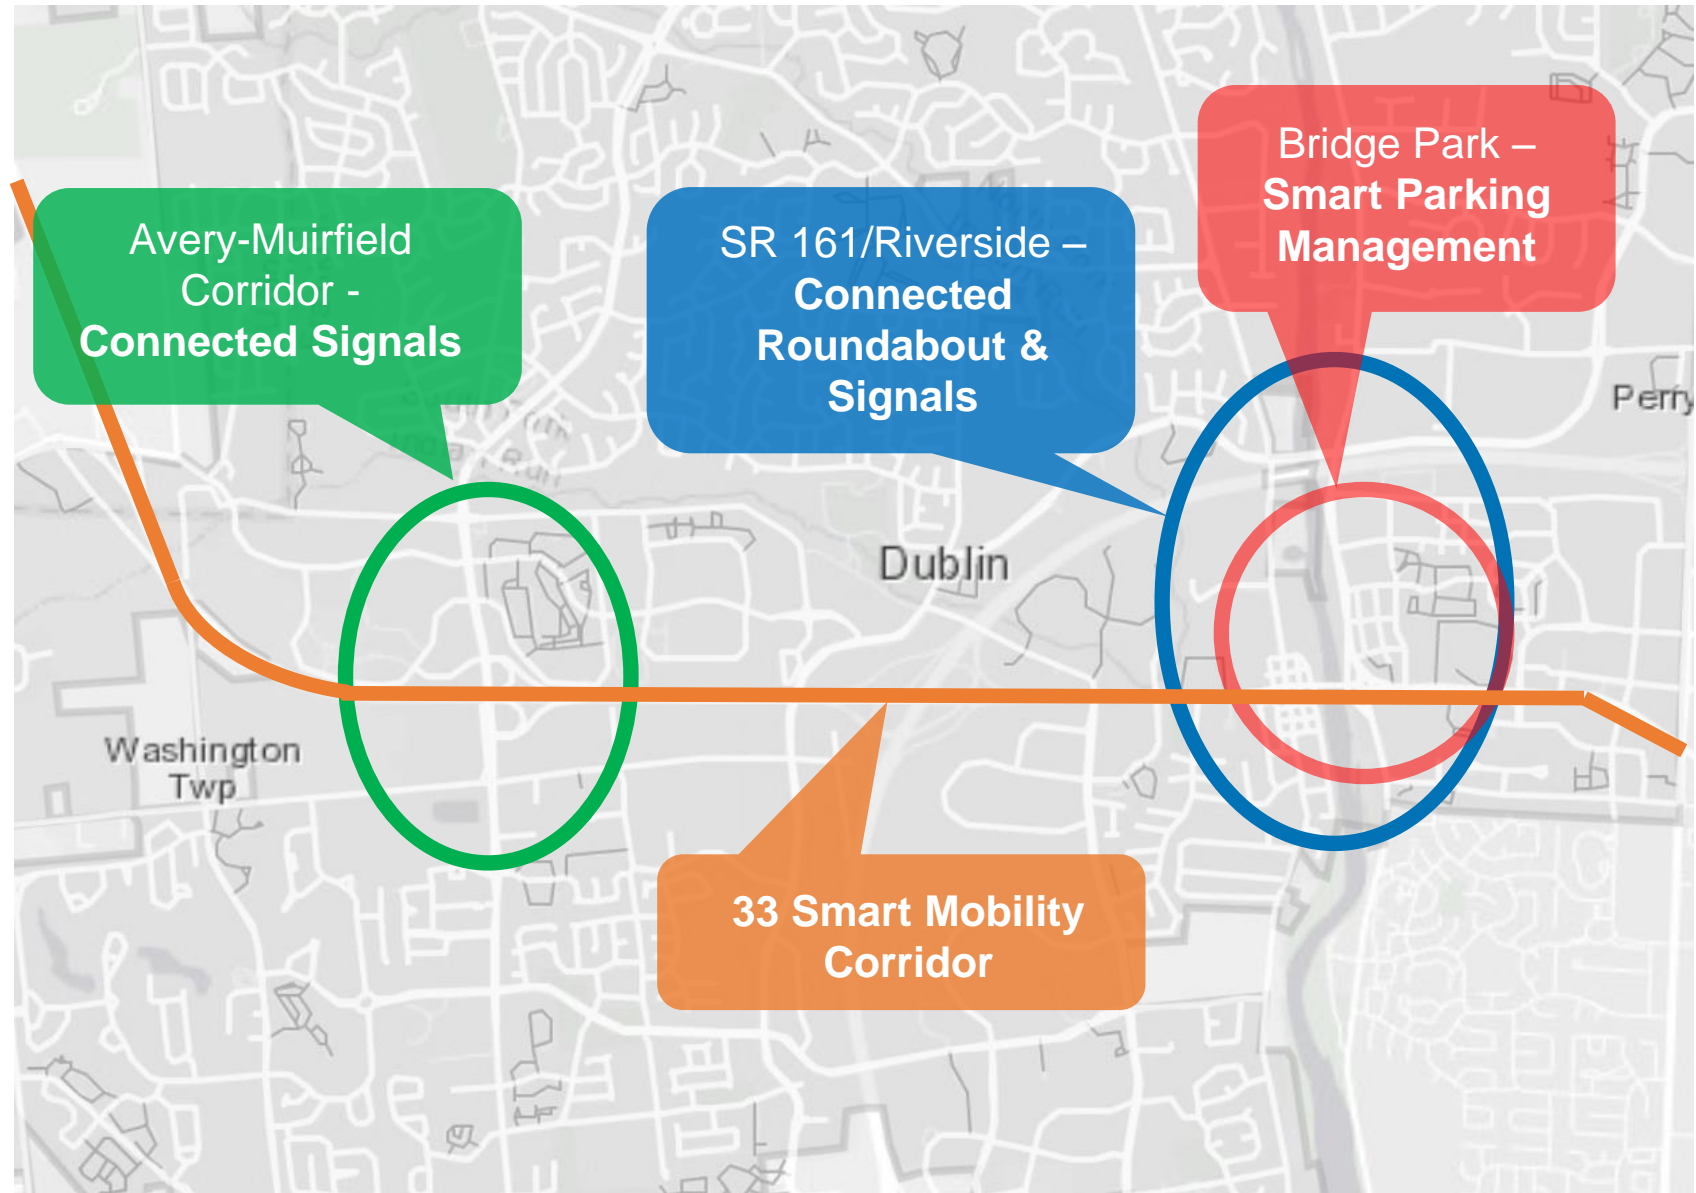 Avery-Muirfield
Corridor -
Connected Signals
SR 161/Riverside –
Connected
Roundabout &
Signals
Bridge Park –
Smart Parking
Management
Perry
Dublin
Washington
Twp
33 Smart Mobility
Corridor